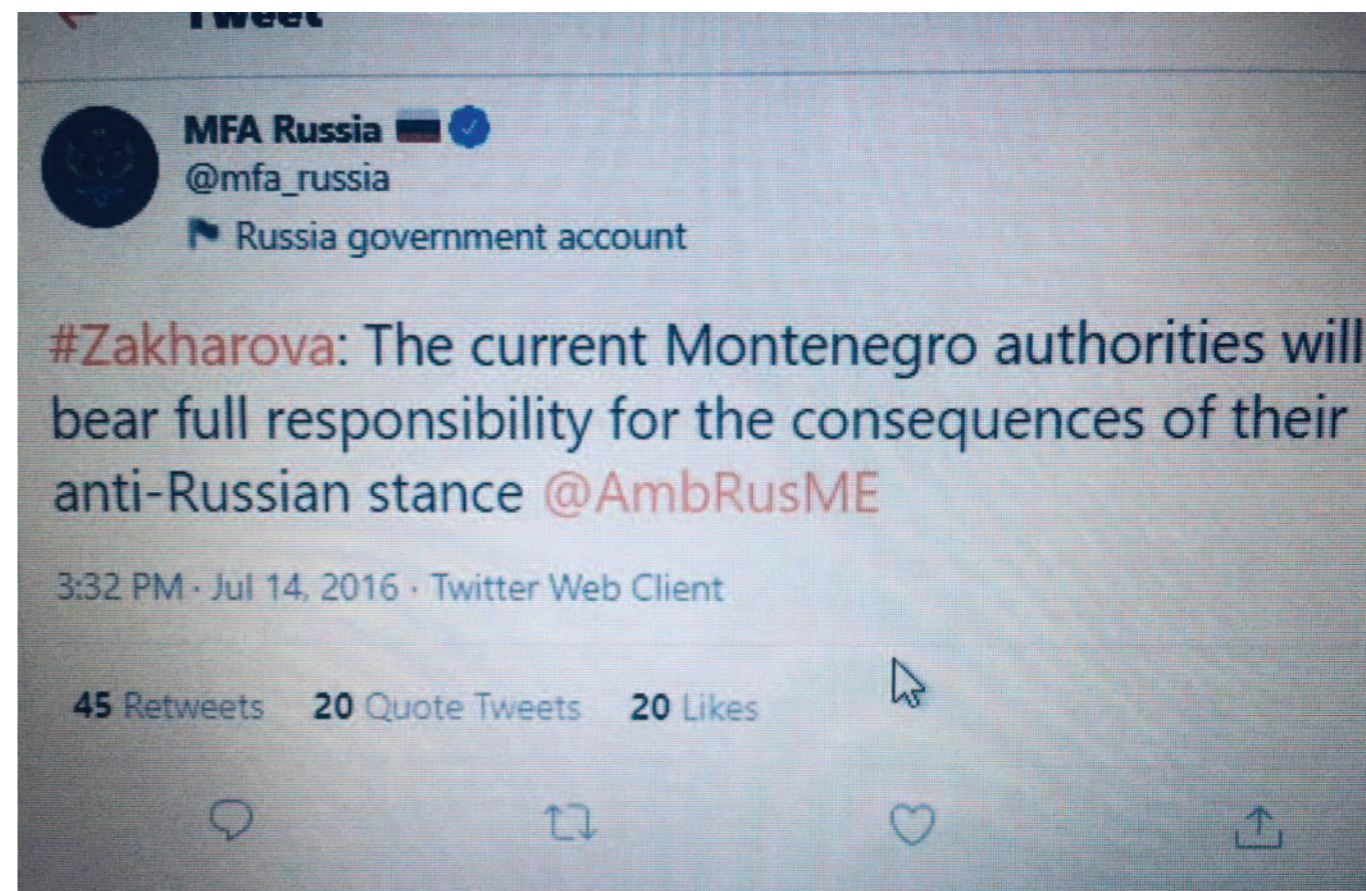 Tweet
MFA Russia
@mfa_russia
Russia government account
#Zakharova: The current Montenegro authorities will
bear full responsibility for the consequences of their
anti-Russian stance @AmbRusME
3:32 PM · Jul 14, 2016 · Twitter Web Client
45 Retweets 20 Quote Tweets 20 Likes